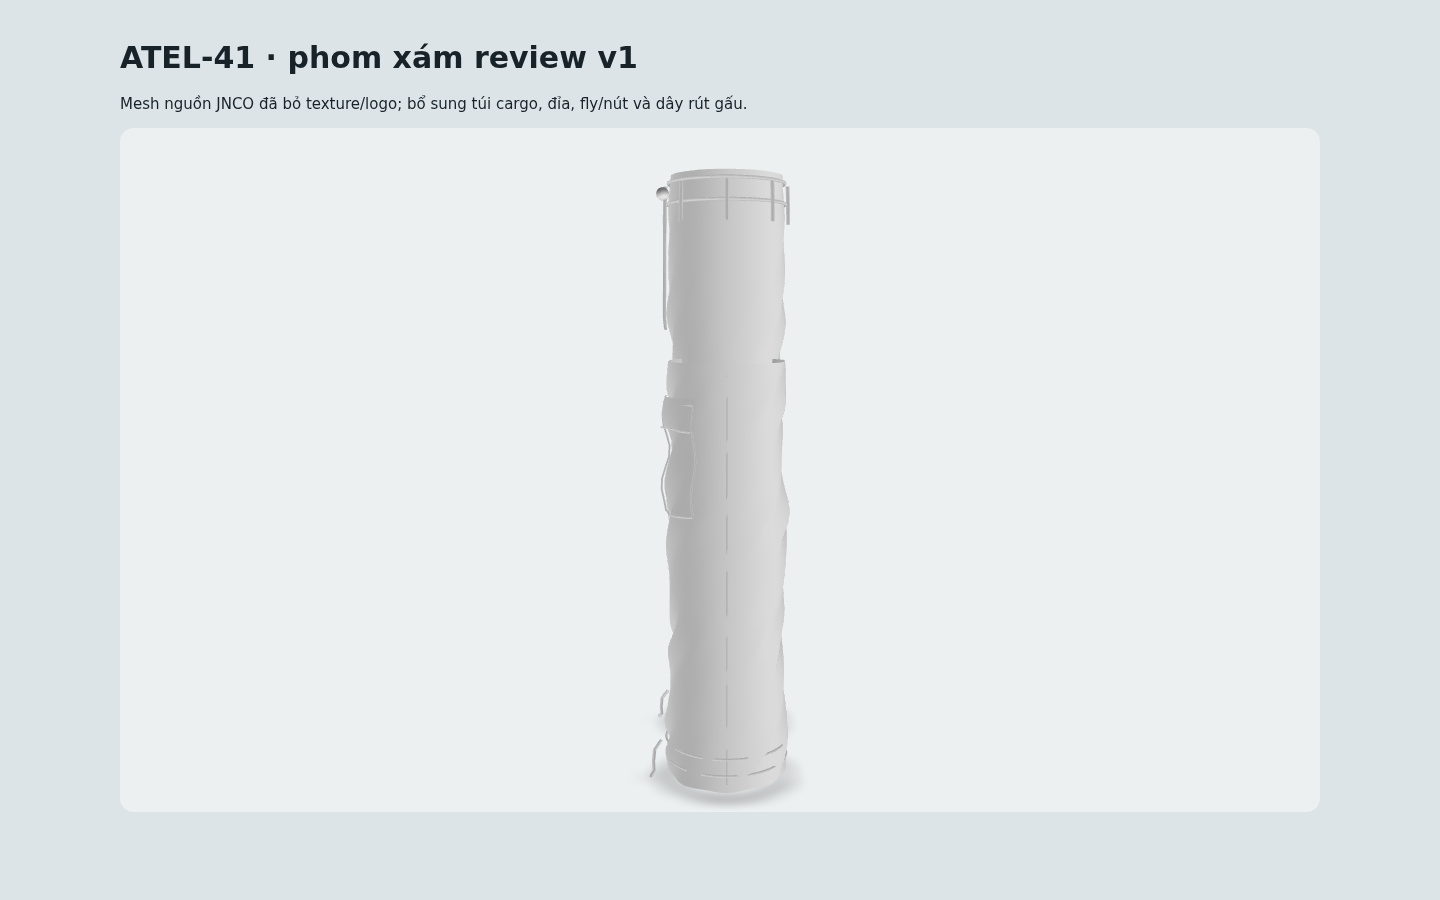 ATEL-41 · phom xám review v1
Mesh nguồn JNCO đã bỏ texture/logo; bổ sung túi cargo, đỉa, fly/nút và dây rút gấu.